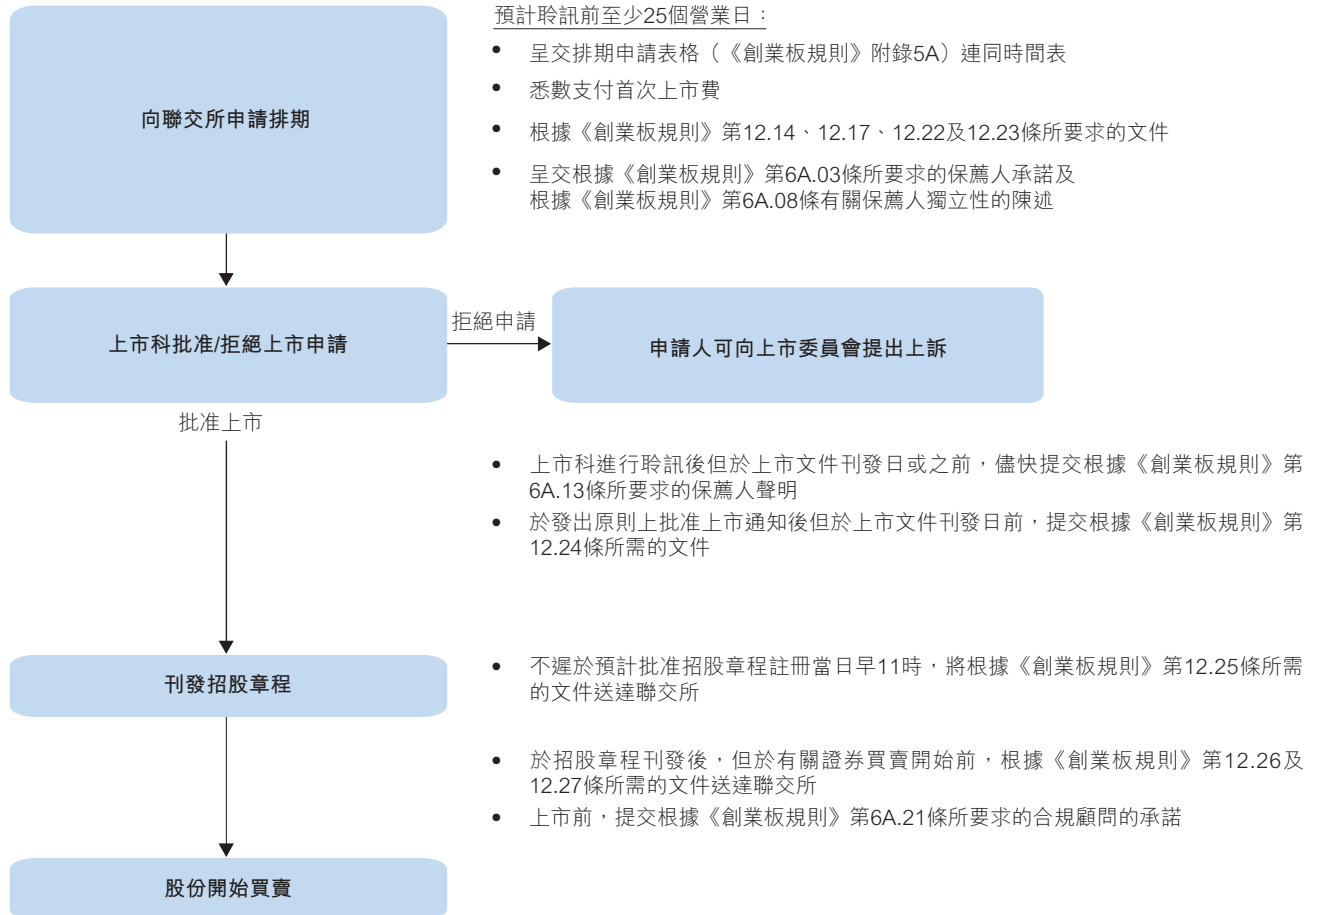 預計聆訊前至少25個營業日：
• 呈交排期申請表格（《創業板規則》附錄5A）連同時間表
• 悉數支付首次上市費
向聯交所申請排期
• 根據《創業板規則》第12.14、12.17、12.22及12.23條所要求的文件
• 呈交根據《創業板規則》第6A.03條所要求的保薦人承諾及
根據《創業板規則》第6A.08條有關保薦人獨立性的陳述
上市科批准/拒絕上市申請
拒絕申請
申請人可向上市委員會提出上訴
批准上市
• 上市科進行聆訊後但於上市文件刊發日或之前，儘快提交根據《創業板規則》第
6A.13條所要求的保薦人聲明
• 於發出原則上批准上市通知後但於上市文件刊發日前，提交根據《創業板規則》第
12.24條所需的文件
刊發招股章程
• 不遲於預計批准招股章程註冊當日早11時，將根據《創業板規則》第12.25條所需
的文件送達聯交所
• 於招股章程刊發後，但於有關證券買賣開始前，根據《創業板規則》第12.26及
12.27條所需的文件送達聯交所
• 上市前，提交根據《創業板規則》第6A.21條所要求的合規顧問的承諾
股份開始買賣